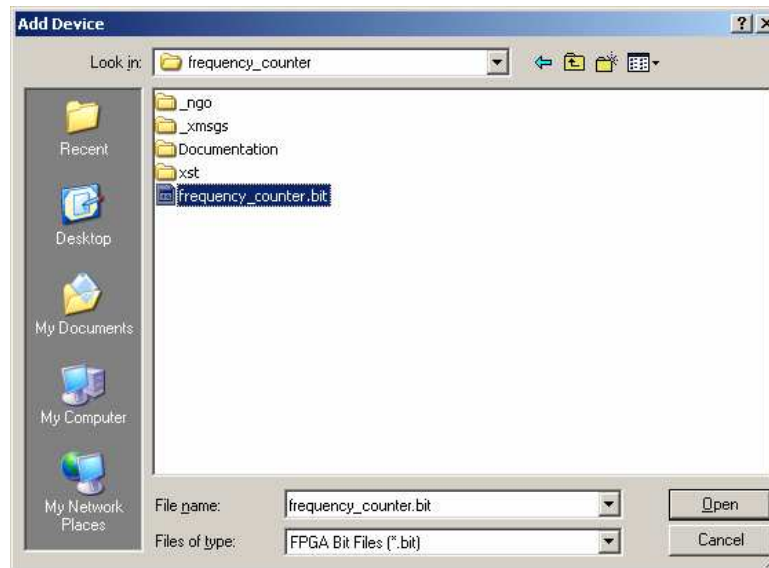 Add Device
Look in: frequency_counter
_ngo
_xmsgs
Documentation
xst
frequency_counter.bit
Recent
Desktop
My Documents
My Computer
My Network
Places
File name: frequency_counter.bit Open
Files of type: FPGA Bit Files (*.bit) Cancel